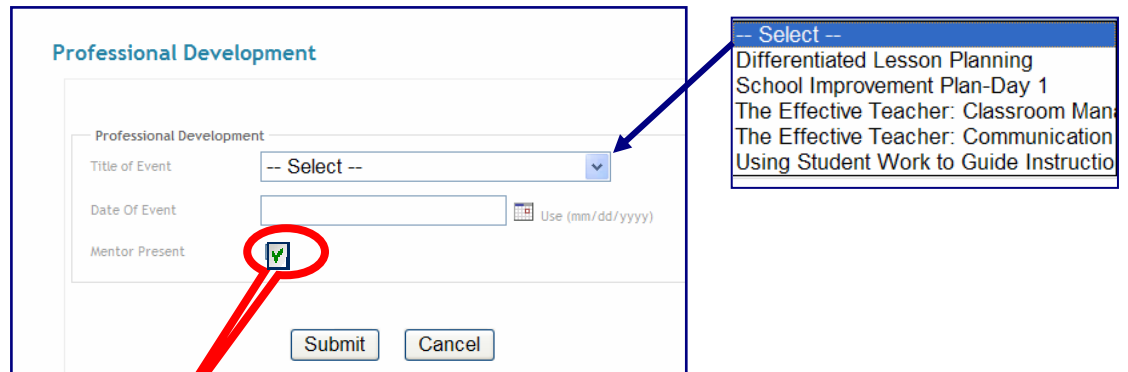 Professional Development
Professional Development
Title of Event
-- Select --
Date Of Event
Use (mm/dd/yyyy)
Mentor Present
Submit
Cancel
-- Select --
Differentiated Lesson Planning
School Improvement Plan-Day 1
The Effective Teacher: Classroom
The Effective Teacher: Communication
Using Student Work to Guide